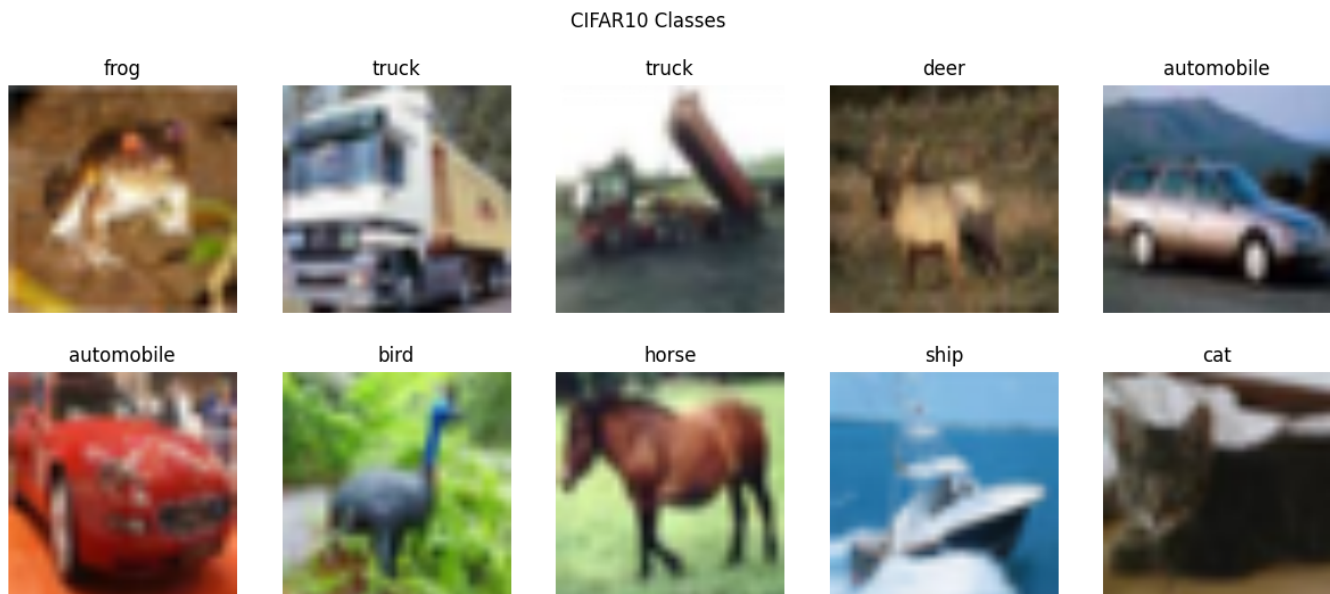 CIFAR10 Classes
frog truck truck deer automobile
automobile bird horse ship cat